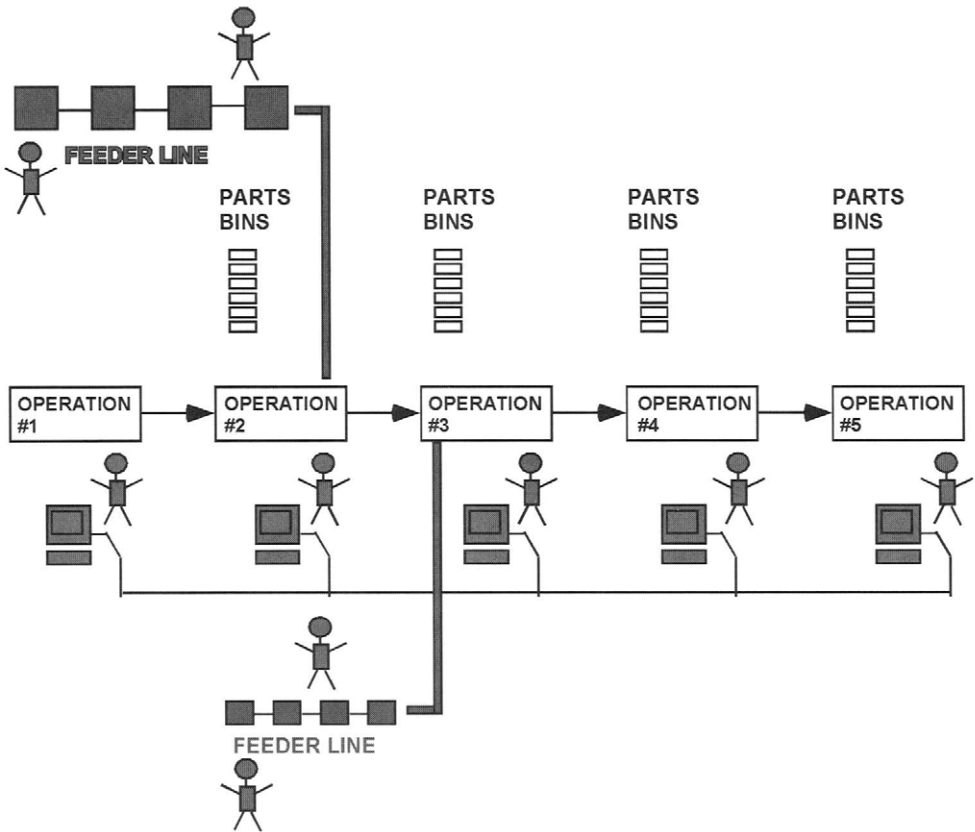 FEEDER LINE
PARTS
BINS
PARTS
BINS
PARTS
BINS
PARTS
BINS
OPERATION
#1
OPERATION
#2
OPERATION
#3
OPERATION
#4
OPERATION
#5
FEEDER LINE